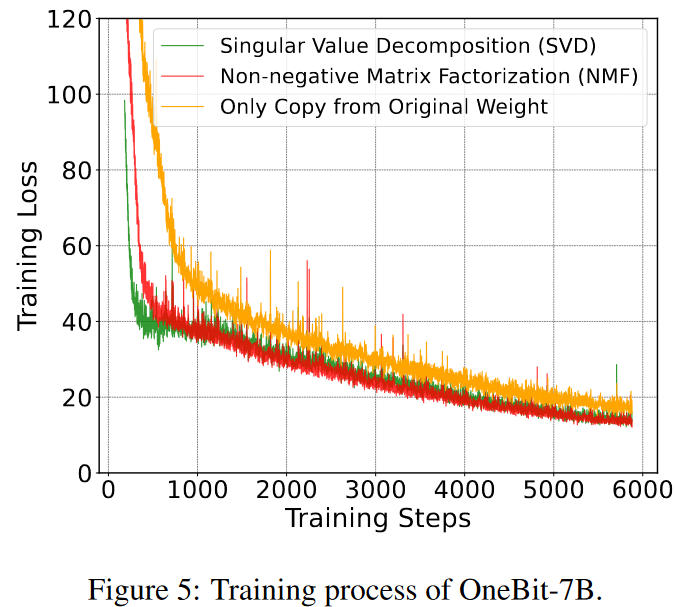 120
100
80
60
40
20
0
Training Loss
Singular Value Decomposition (SVD)
Non-negative Matrix Factorization (NMF)
Only Copy from Original Weight
0 1000 2000 3000 4000 5000 6000
Training Steps
Figure 5: Training process of OneBit-7B.